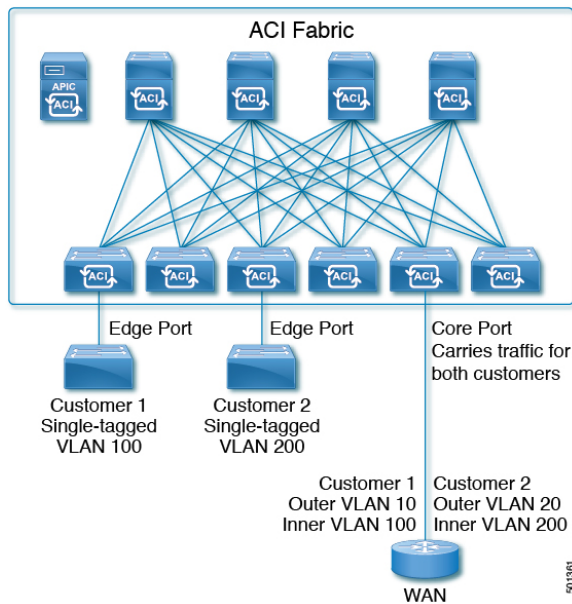 ACI Fabric
APIC
ACI
ACI
ACI
ACI
ACI
ACI
ACI
ACI
ACI
ACI
ACI
Edge Port
Edge Port
Core Port
Carries traffic for
both customers
Customer 1
Single-tagged
VLAN 100
Customer 2
Single-tagged
VLAN 200
Customer 1
Outer VLAN 10
Inner VLAN 100
Customer 2
Outer VLAN 20
Inner VLAN 200
WAN
501361